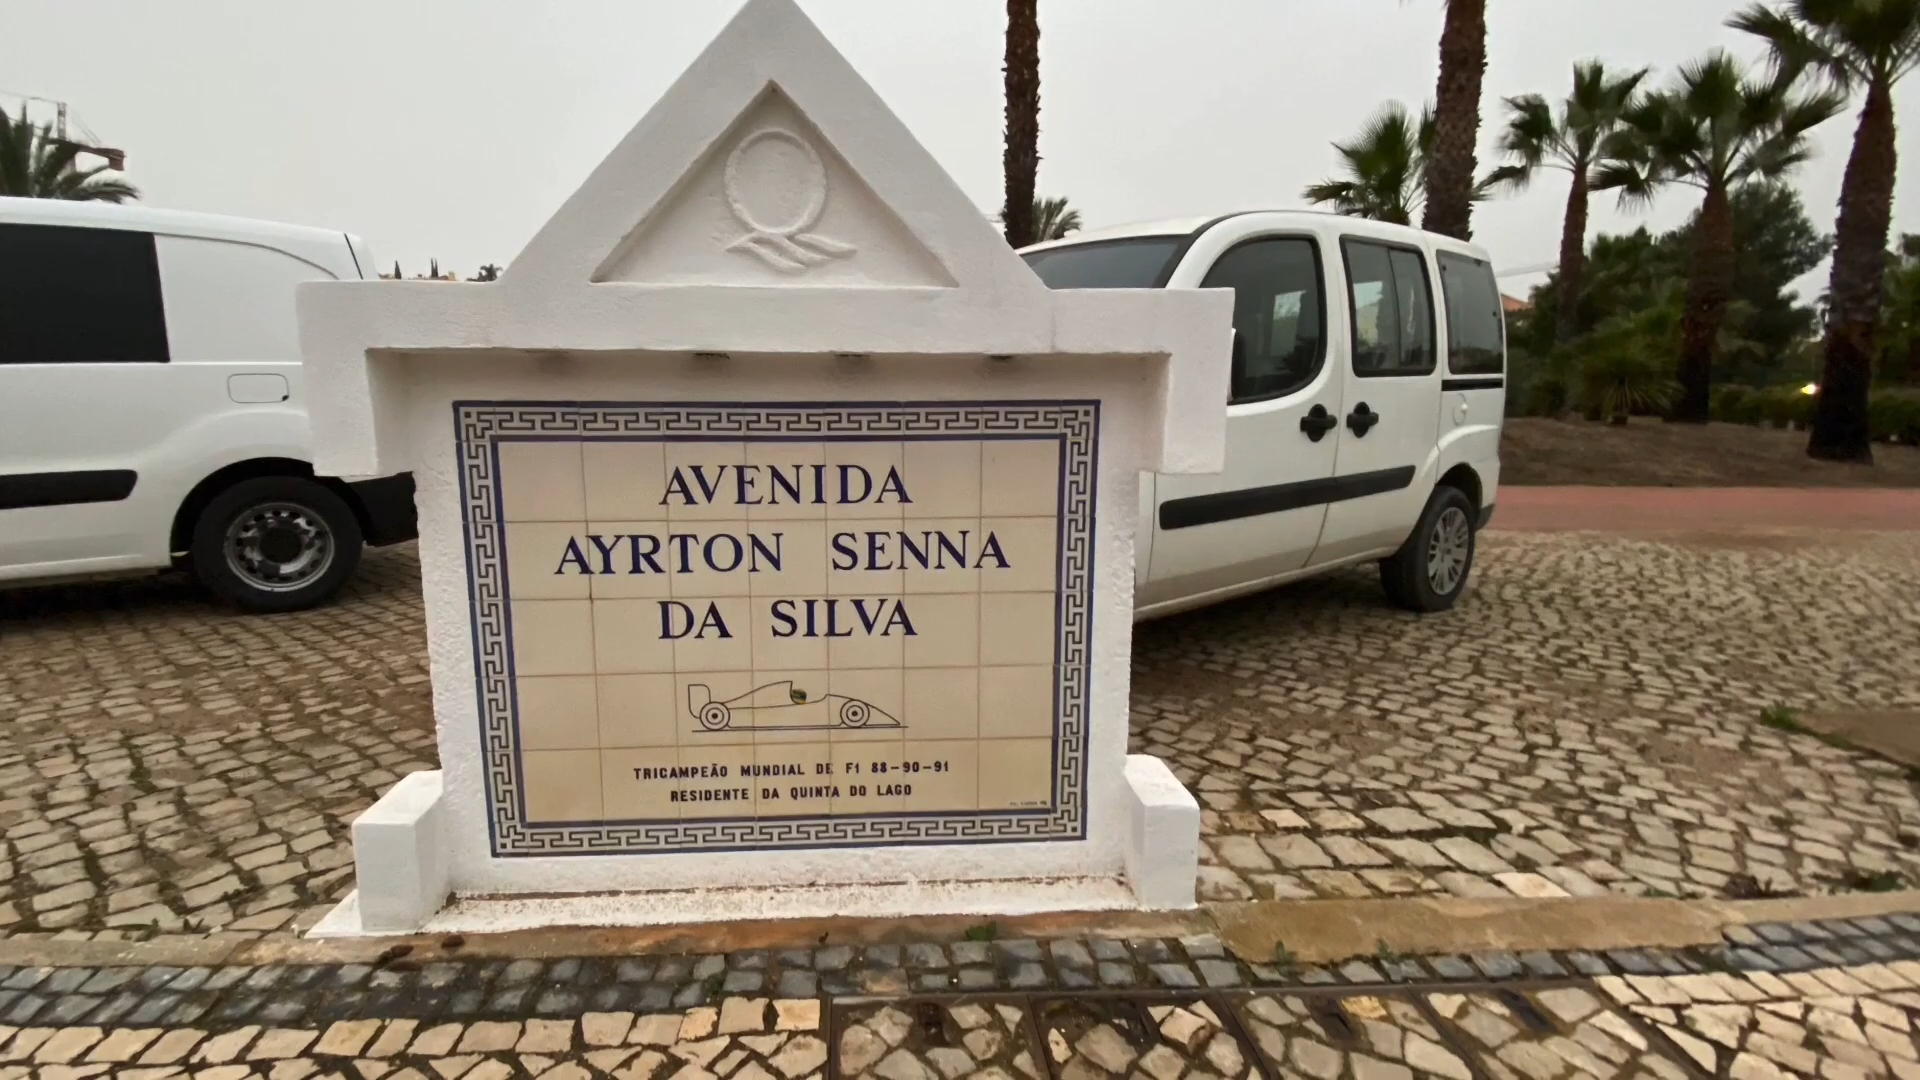 AVENIDA
AYRTON SENNA
DA SILVA
TRICAMPEÃO MUNDIAL DE F1 88-90-91
RESIDENTE DA QUINTA DO LAGO